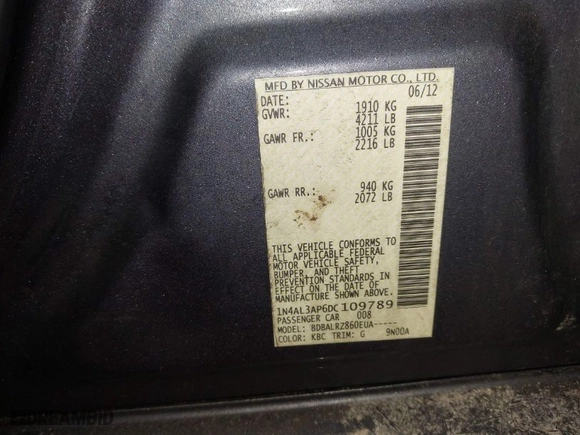 MFD BY NISSAN MOTOR CO., LTD.
DATE: 06/12
GVWR: 1910 KG
4211 LB
GAWR FR.: 1005 KG
2216 LB
GAWR RR.: 940 KG
2072 LB
THIS VEHICLE CONFORMS TO
ALL APPLICABLE FEDERAL
MOTOR VEHICLE SAFETY,
BUMPER, AND THEFT
PREVENTION STANDARDS IN
EFFECT ON THE DATE OF
MANUFACTURE SHOWN ABOVE.
1N4AL3AP6DC109789
PASSENGER CAR 008
MODEL: BDBALRZ860EUA-----
COLOR: KBC TRIM: G 9N00A
DREAMBID